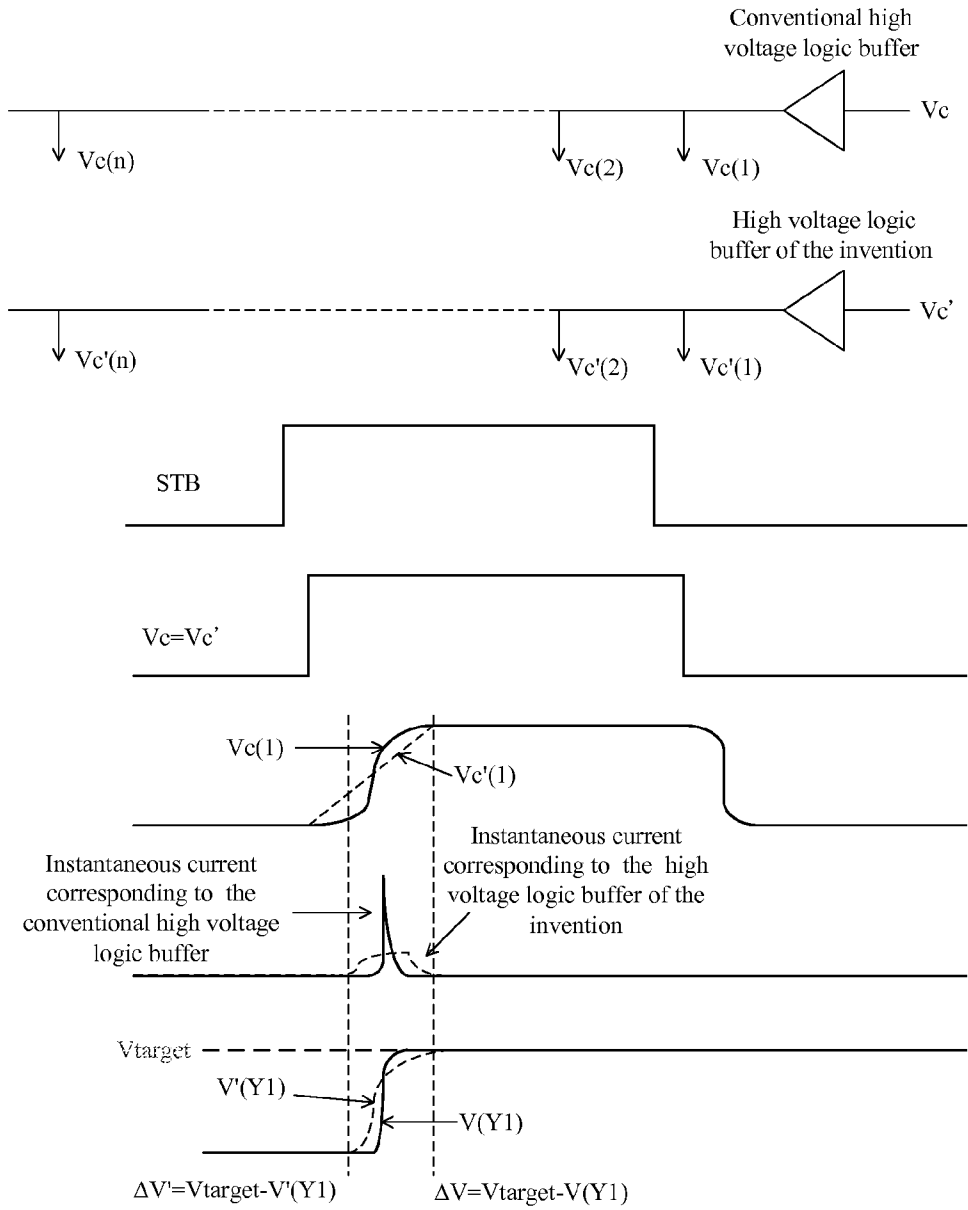 Conventional high
voltage logic buffer
Vc
Vc(n)
Vc(2)
Vc(1)
High voltage logic
buffer of the invention
Vc’
Vc'(n)
Vc'(2)
Vc'(1)
STB
Vc=Vc’
Vc(1)
Vc'(1)
Instantaneous current
corresponding to the
conventional high voltage
logic buffer
Instantaneous current
corresponding to the high
voltage logic buffer of the
invention
Vtarget
V'(Y1)
V(Y1)
ΔV'=Vtarget-V'(Y1)
ΔV=Vtarget-V(Y1)